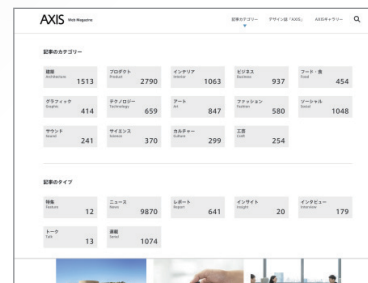 AXIS Web Magazine
記事のカテゴリー デザイン誌「AXIS」 AXISギャラリー
記事のカテゴリー
建築 プロダクト インテリア ビジネス フード・食
Architecture Product Interior Business Food
1513 2790 1063 937 454
グラフィック テクノロジー アート ファッション ソーシャル
Graphic Technology Art Fashion Social
414 659 847 580 1048
サウンド サイエンス カルチャー 工芸
Sound Science Culture Craft
241 370 299 254
記事のタイプ
特集 ニュース レポート インサイト インタビュー
Feature News Report Insight Interview
12 9870 641 20 179
トーク 連載
Talk Series
13 1074